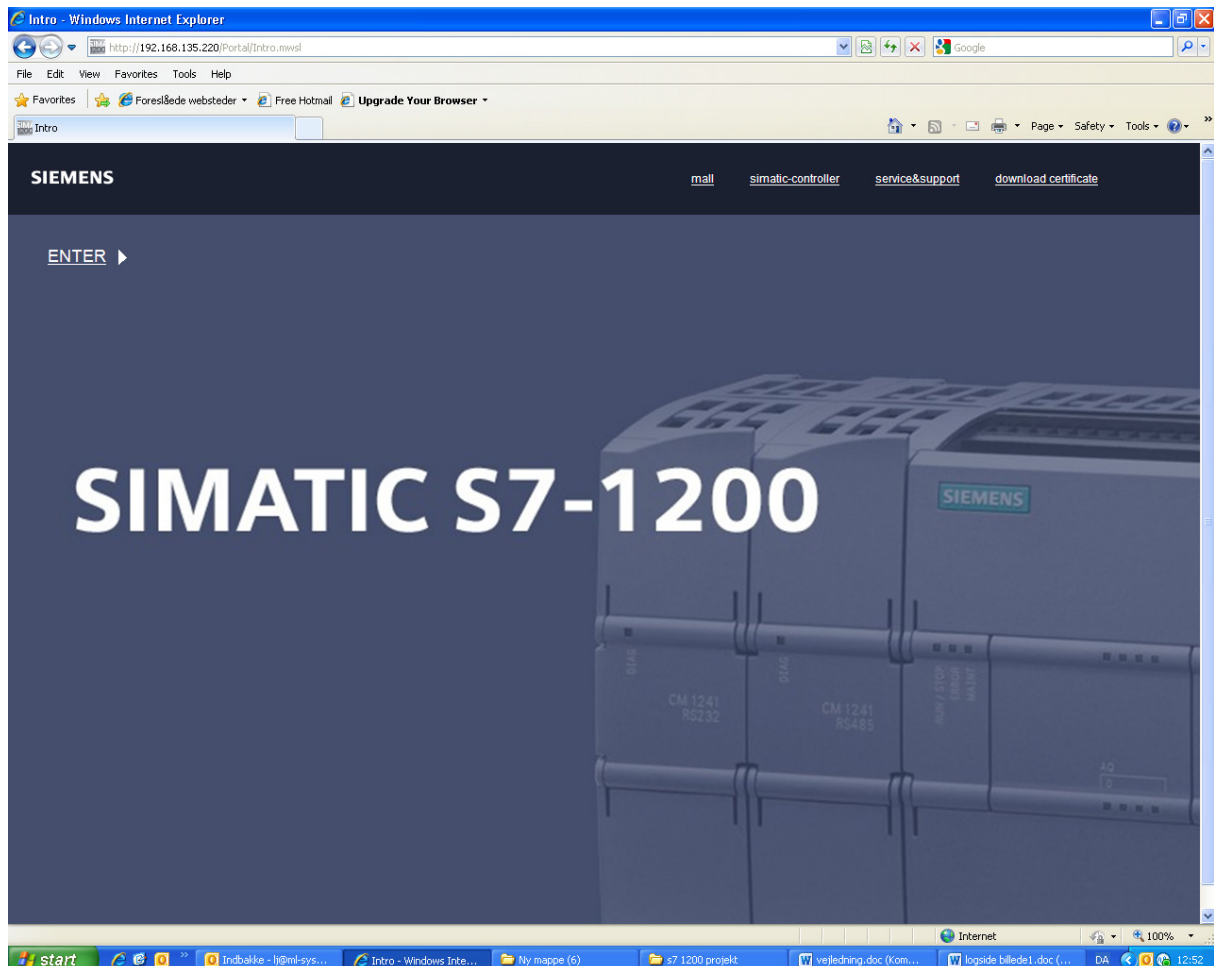 Intro - Windows Internet Explorer
http://192.168.135.220/Portal/Intro.mwsl
Google
File Edit View Favorites Tools Help
Favorites Foreslåede websteder Free Hotmail Upgrade Your Browser
Intro
Page Safety Tools
SIEMENS
mall simatic-controller service&support download certificate
ENTER
SIMATIC S7-1200
SIEMENS
DIAG
DIAG
RUN / STOP
ERROR
MAINT
CM 1241
RS232
CM 1241
RS485
AQ
0
Internet 100%
start Indbakke - lj@ml-sys... Intro - Windows Inte... Ny mappe (6) s7 1200 projekt vejledning.doc (Kom... logside billede1.doc (... DA 12:52